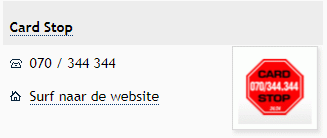 Card Stop
070 / 344 344
Surf naar de website
CARD
070/344.344
STOP